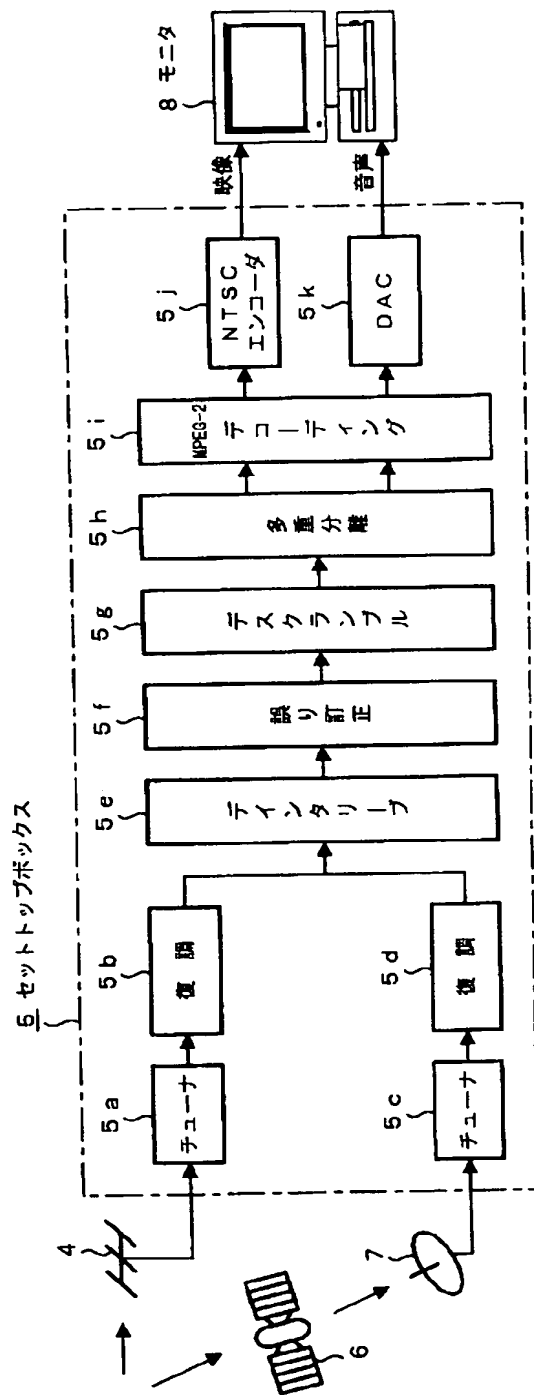 5 セットトップボックス
4
6
7
5a
チューナ
5b
復調
5c
チューナ
5d
復調
5e
デインタリーブ
5f
誤り訂正
5g
デスクランブル
5h
多重分離
5i
MPEG-2
デコーディング
5j
NTSC
エンコーダ
5k
DAC
映像
音声
8 モニタ